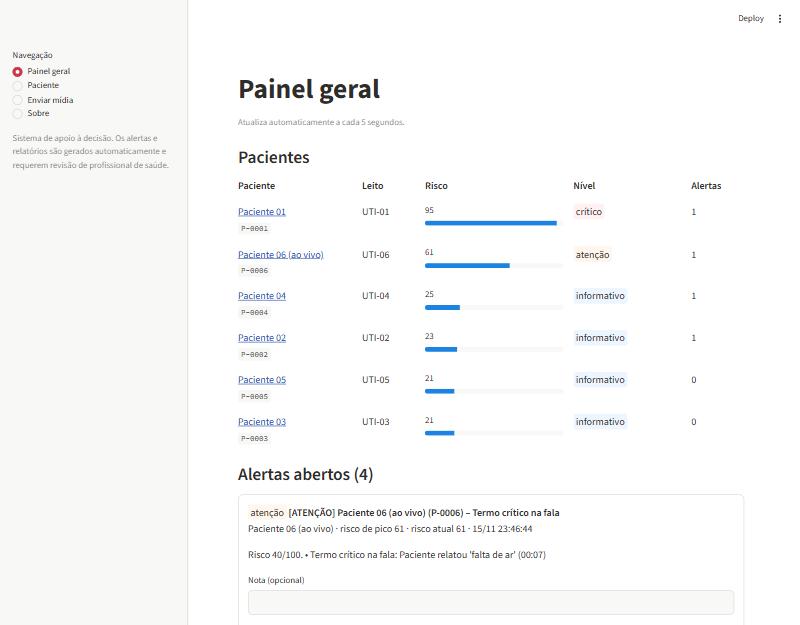 Deploy
Navegação
Painel geral
Paciente
Enviar mídia
Sobre
Sistema de apoio à decisão. Os alertas e
relatórios são gerados automaticamente e
requerem revisão de profissional de saúde.
Painel geral
Atualiza automaticamente a cada 5 segundos.
Pacientes
Paciente Leito Risco Nível Alertas
Paciente 01 UTI-01 95 crítico 1
P-0001
Paciente 06 (ao vivo) UTI-06 61 atenção 1
P-0006
Paciente 04 UTI-04 25 informativo 1
P-0004
Paciente 02 UTI-02 23 informativo 1
P-0002
Paciente 05 UTI-05 21 informativo 0
P-0005
Paciente 03 UTI-03 21 informativo 0
P-0003
Alertas abertos (4)
atenção [ATENÇÃO] Paciente 06 (ao vivo) (P-0006) – Termo crítico na fala
Paciente 06 (ao vivo) · risco de pico 61 · risco atual 61 · 15/11 23:46:44
Risco 40/100. • Termo crítico na fala: Paciente relatou 'falta de ar' (00:07)
Nota (opcional)